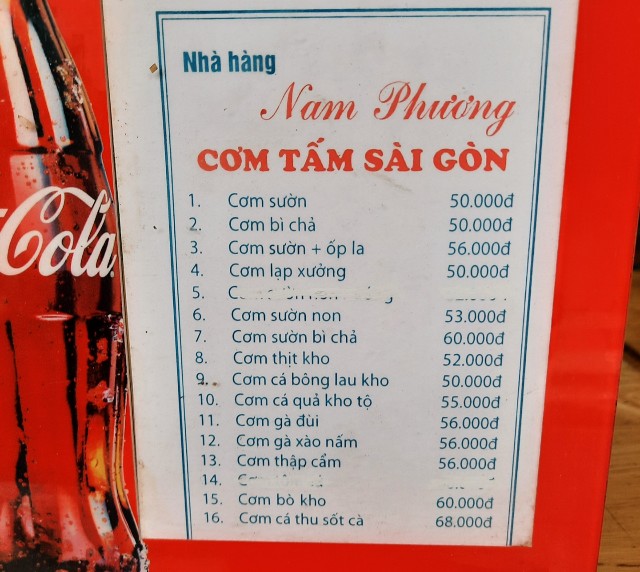 Cola
Nhà hàng
Nam Phương
CƠM TẤM SÀI GÒN
1. Cơm sườn 50.000đ
2. Cơm bì chả 50.000đ
3. Cơm sườn + ốp la 56.000đ
4. Cơm lạp xưởng 50.000đ
5.
6. Cơm sườn non 53.000đ
7. Cơm sườn bì chả 60.000đ
8. Cơm thịt kho 52.000đ
9. Cơm cá bông lau kho 50.000đ
10. Cơm cá quả kho tộ 55.000đ
11. Cơm gà đùi 56.000đ
12. Cơm gà xào nấm 56.000đ
13. Cơm thập cẩm 56.000đ
14.
15. Cơm bò kho 60.000đ
16. Cơm cá thu sốt cà 68.000đ